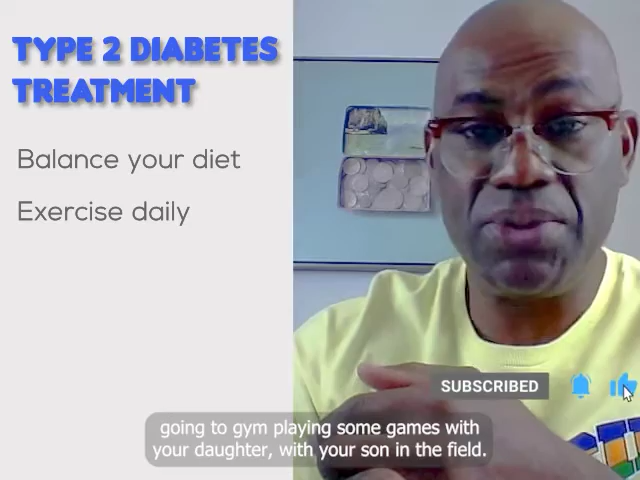 TYPE 2 DIABETES
TREATMENT
Balance your diet
Exercise daily
SUBSCRIBED
going to gym playing some games with
your daughter, with your son in the field.